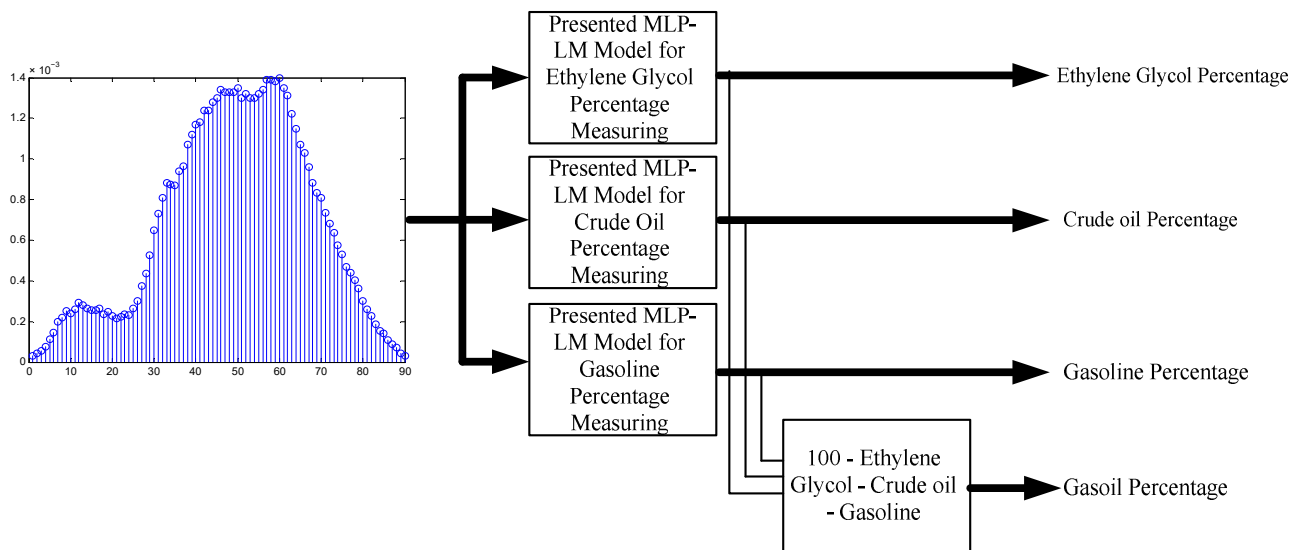 × 10⁻³
1.4
1.2
1
0.8
0.6
0.4
0.2
0
0 10 20 30 40 50 60 70 80 90
Presented MLP-
LM Model for
Ethylene Glycol
Percentage
Measuring
Ethylene Glycol Percentage
Presented MLP-
LM Model for
Crude Oil
Percentage
Measuring
Crude oil Percentage
Presented MLP-
LM Model for
Gasoline
Percentage
Measuring
Gasoline Percentage
100 - Ethylene
Glycol - Crude oil
- Gasoline
Gasoil Percentage